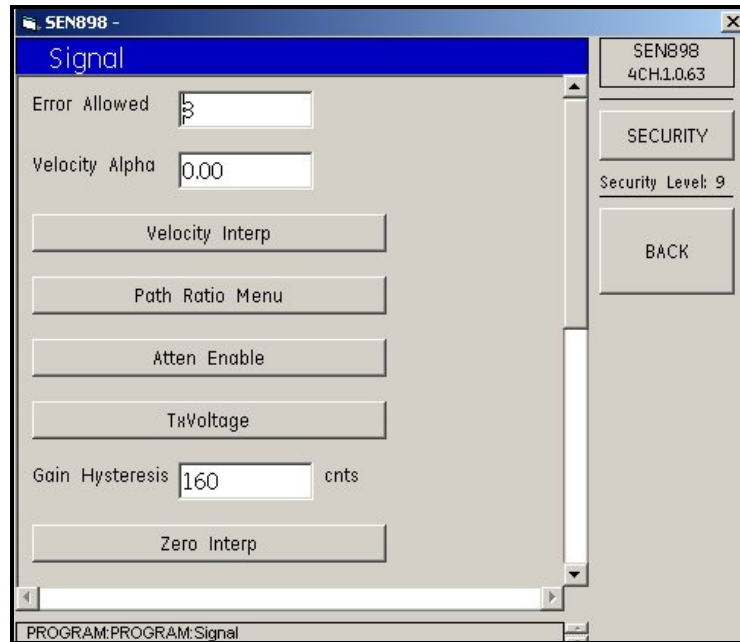 SEN898 -
Signal
Error Allowed 3
Velocity Alpha 0.00
Velocity Interp
Path Ratio Menu
Atten Enable
TxVoltage
Gain Hysteresis 160 cnts
Zero Interp
PROGRAM:PROGRAM:Signal
SEN898
4CH.1.0.63
SECURITY
Security Level: 9
BACK